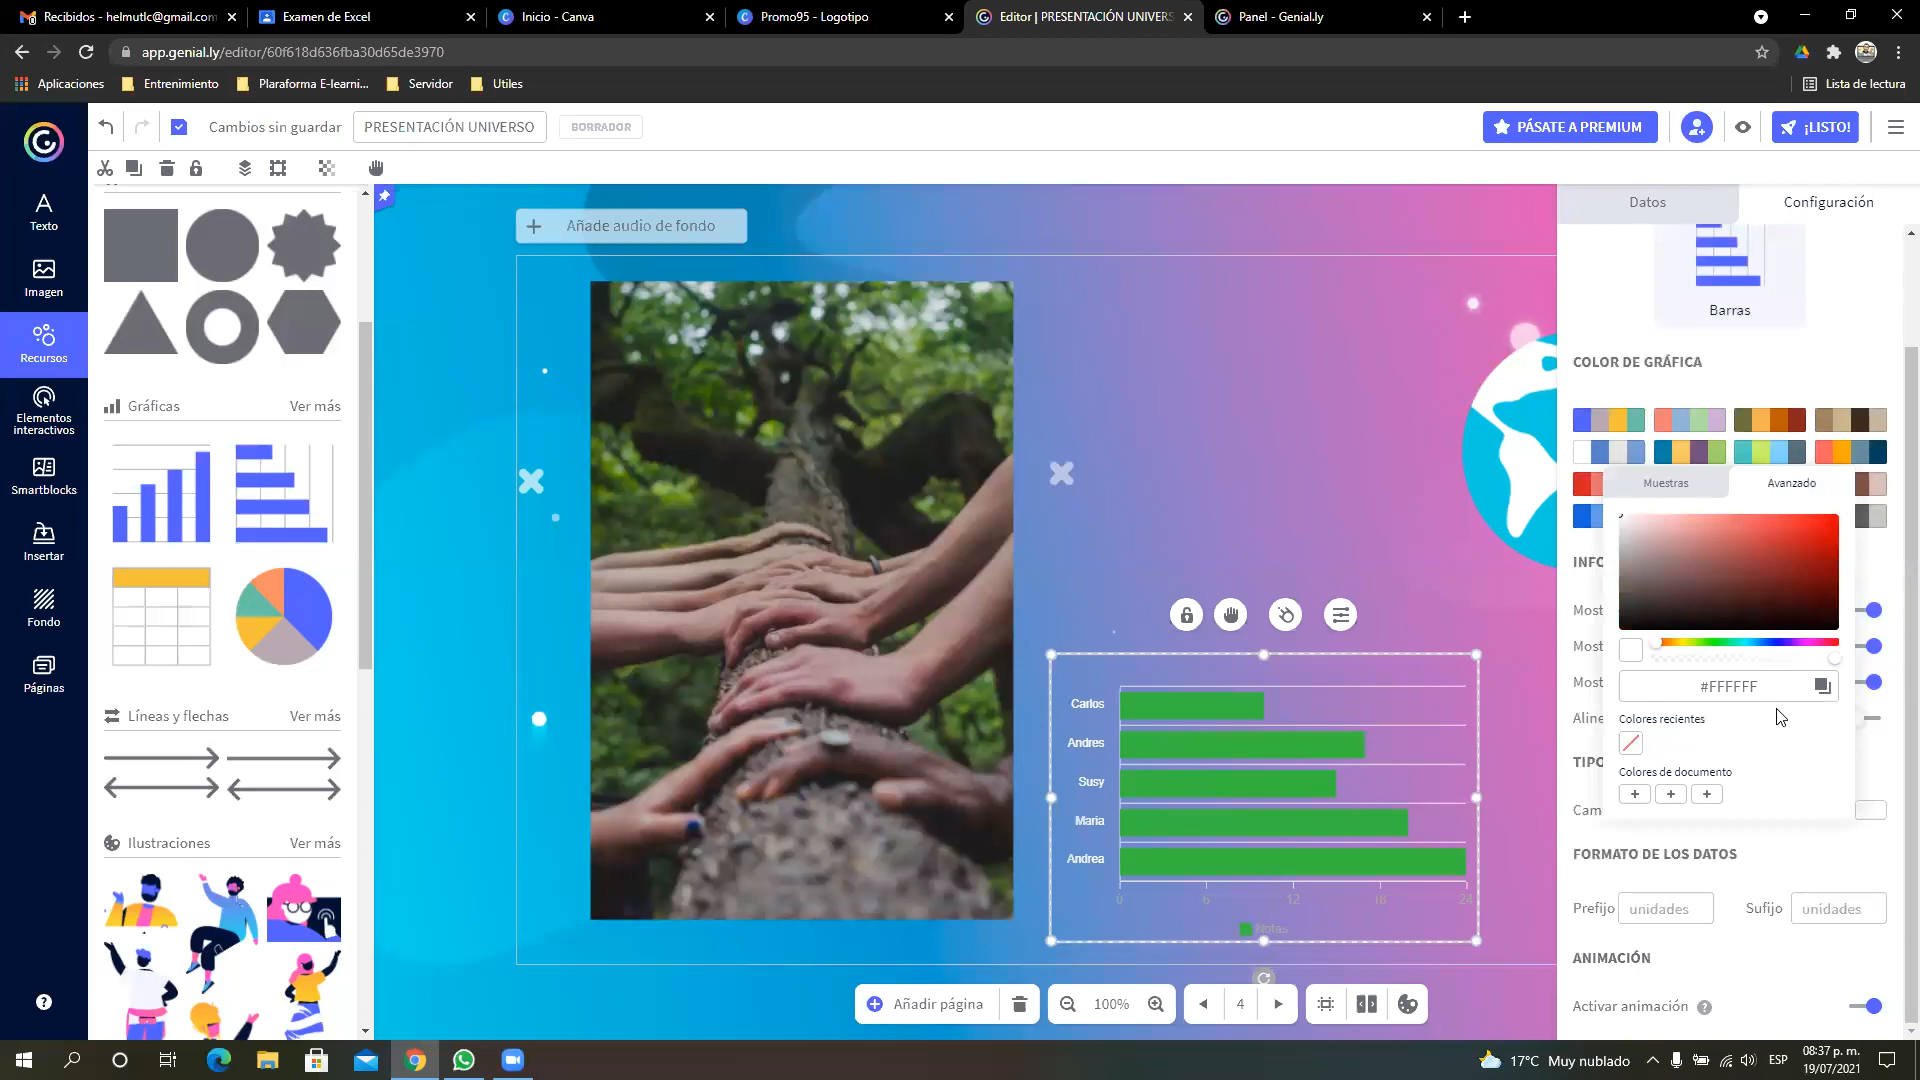 Recibidos - helmutlc@gmail.com
Examen de Excel
Inicio - Canva
Promo95 - Logotipo
Editor | PRESENTACIÓN UNIVERS
Panel - Genial.ly
app.genial.ly/editor/60f618d636fba30d65de3970
Aplicaciones
Entrenimiento
Plaraforma E-learni...
Servidor
Utiles
Lista de lectura
Cambios sin guardar
PRESENTACIÓN UNIVERSO
BORRADOR
PÁSATE A PREMIUM
¡LISTO!
Texto
Imagen
Recursos
Elementos
interactivos
Smartblocks
Insertar
Fondo
Páginas
Gráficas
Ver más
Líneas y flechas
Ver más
Ilustraciones
Ver más
Añade audio de fondo
Carlos
Andres
Susy
Maria
Andrea
0 6 12 18 24
Notas
Añadir página
100%
4
Datos
Configuración
Barras
COLOR DE GRÁFICA
Muestras
Avanzado
INFO
Most
Most
Most
Aline
#FFFFFF
Colores recientes
Colores de documento
TIPO
Cam
FORMATO DE LOS DATOS
Prefijo
unidades
Sufijo
unidades
ANIMACIÓN
Activar animación
17°C Muy nublado
ESP
08:37 p. m.
19/07/2021